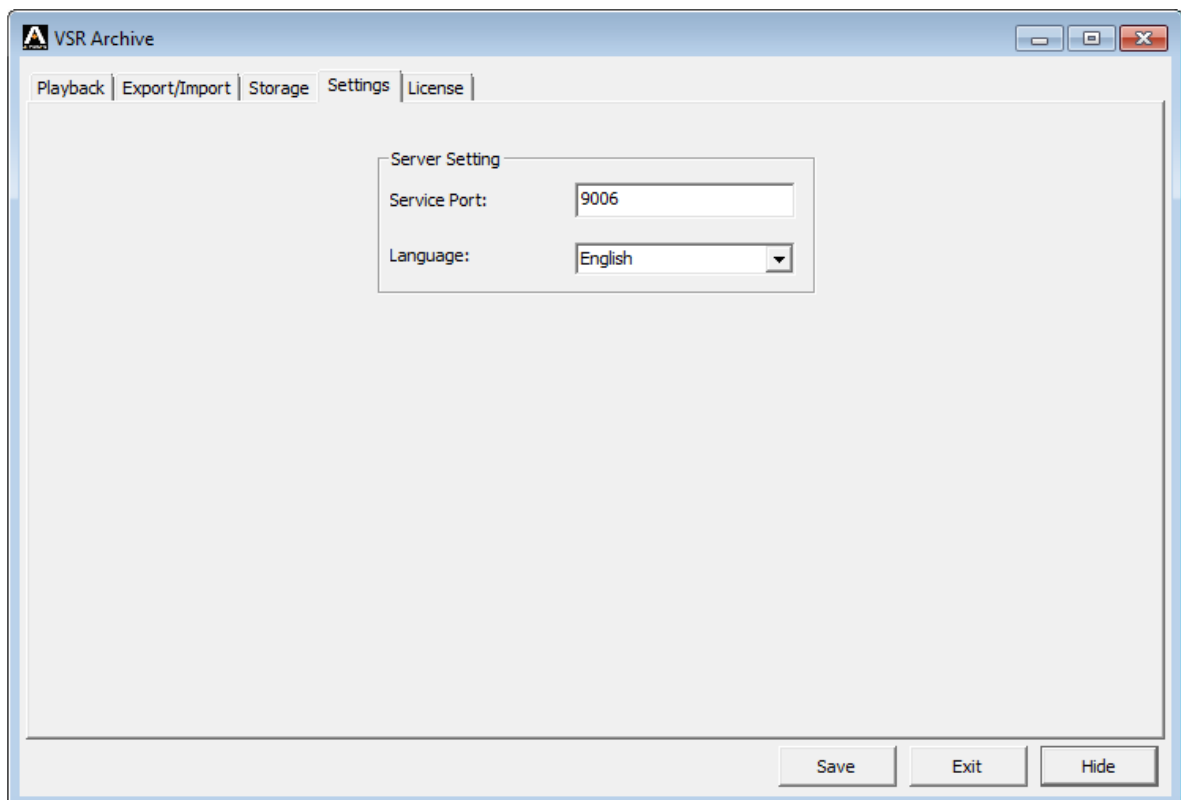 VSR Archive
Playback Export/Import Storage Settings License
Server Setting
Service Port: 9006
Language: English
Save Exit Hide